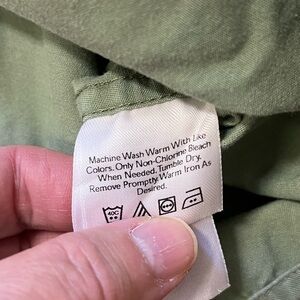 Machine Wash Warm With Like
Colors. Only Non-Chlorine Bleach
When Needed. Tumble Dry.
Remove Promptly. Warm Iron As
Desired.
40C